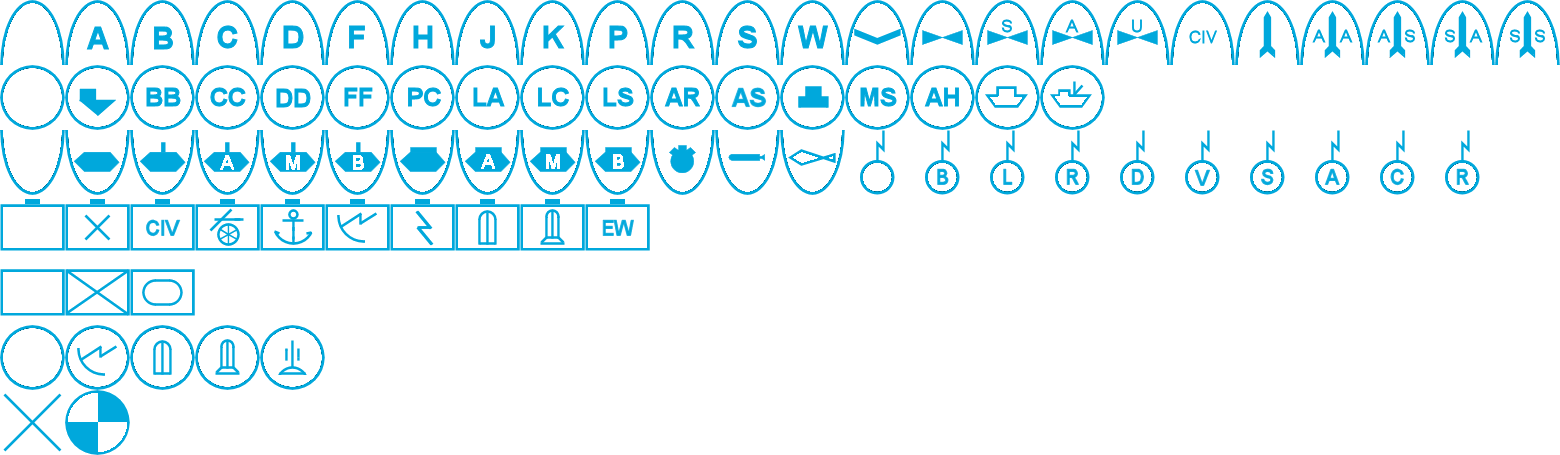 A B C D F H J K P R S W S A U CIV A A A S S A S S
BB CC DD FF PC LA LC LS AR AS MS AH
A M B A M B B L R D V S A C R
CIV EW